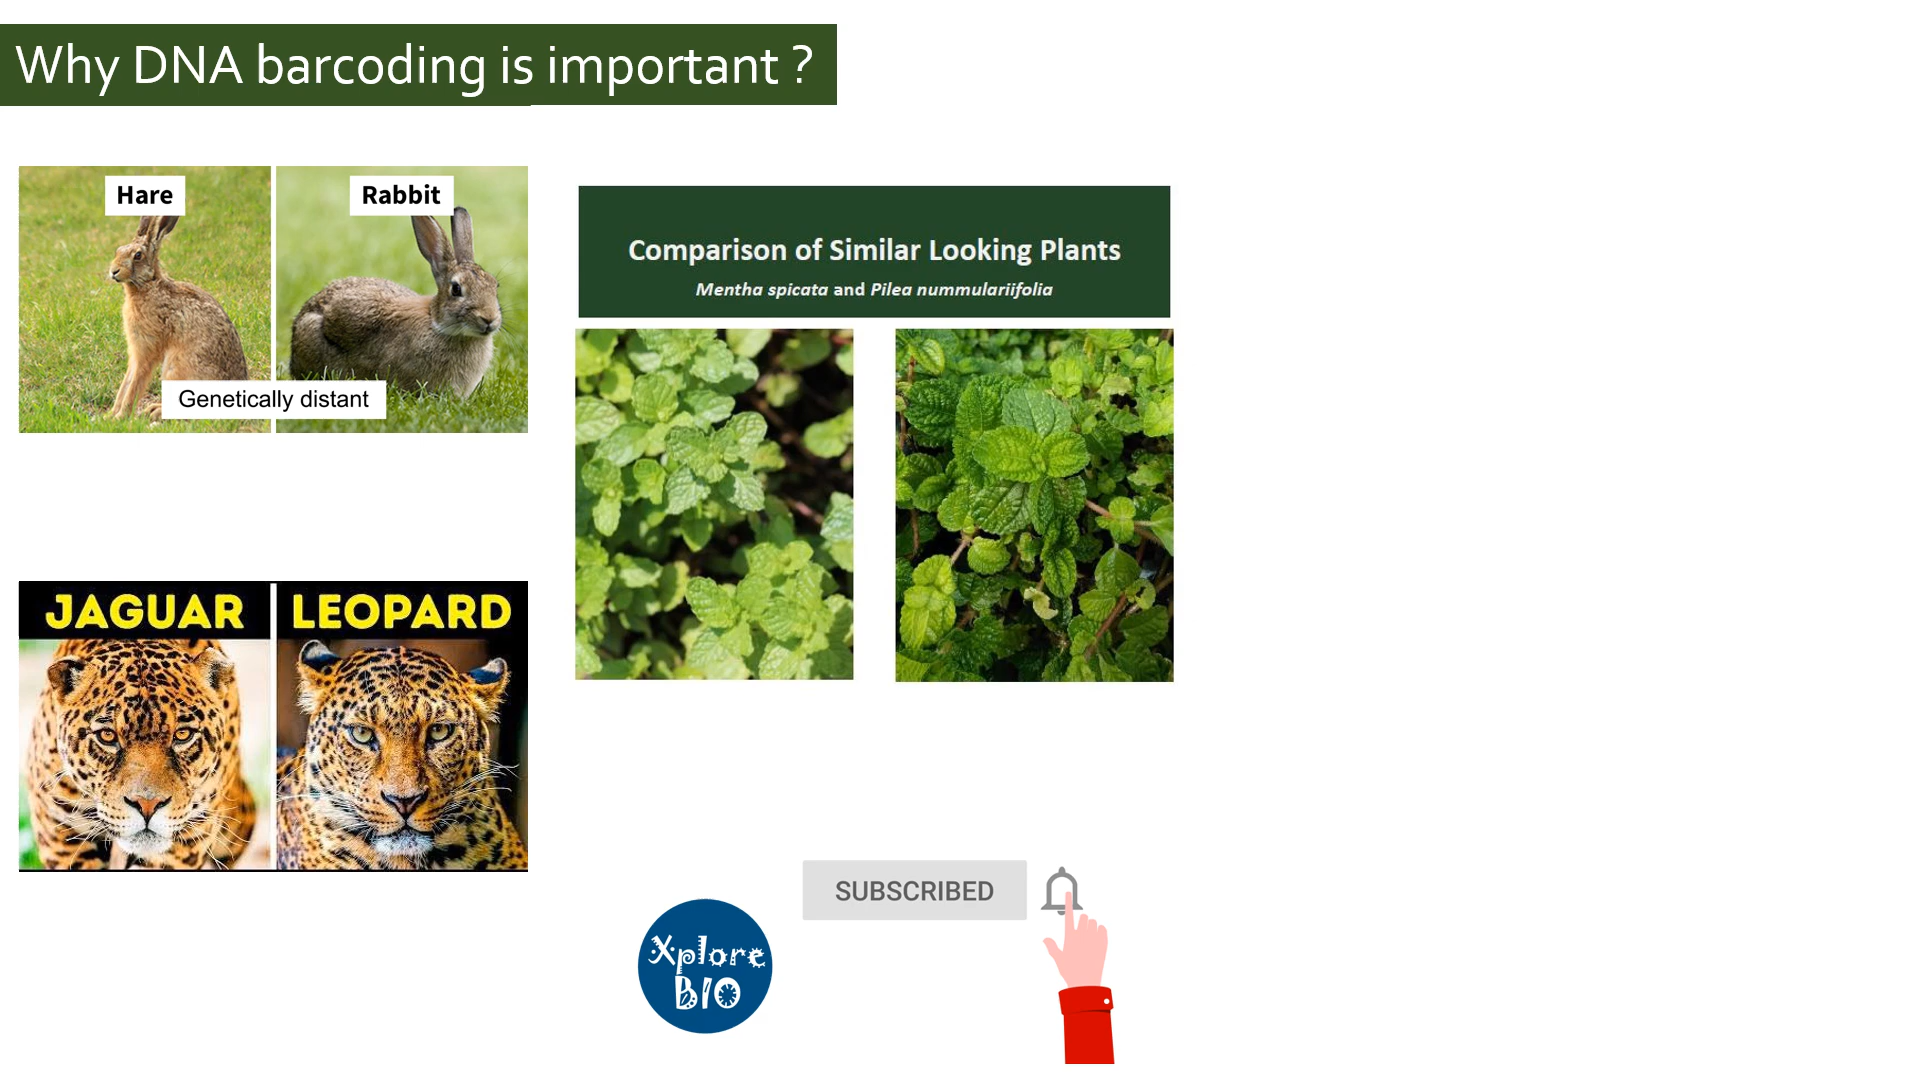 Why DNA barcoding is important ?
Hare
Rabbit
Genetically distant
Comparison of Similar Looking Plants
Mentha spicata and Pilea nummulariifolia
JAGUAR
LEOPARD
SUBSCRIBED
Xplore
BIO